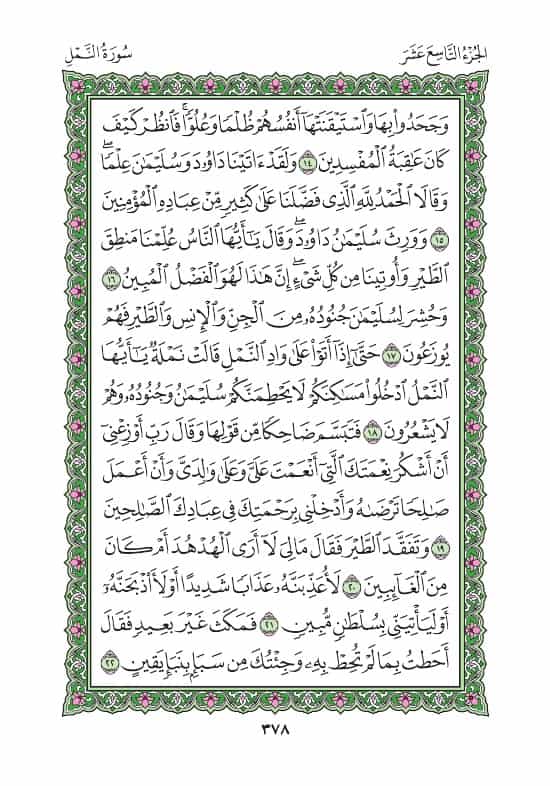 الجُزْءُ التَّاسِعَ عَشَرَ
سُورَةُ النَّمْلِ
وَجَحَدُواْ بِهَا وَٱسْتَيْقَنَتْهَآ أَنفُسُهُمْ ظُلْمًا وَعُلُوًّاۚ فَٱنظُرْ كَيْفَ
كَانَ عَٰقِبَةُ ٱلْمُفْسِدِينَ ١٤ وَلَقَدْ ءَاتَيْنَا دَاوُۥدَ وَسُلَيْمَٰنَ عِلْمًاۖ
وَقَالَا ٱلْحَمْدُ لِلَّهِ ٱلَّذِى فَضَّلَنَا عَلَىٰ كَثِيرٍ مِّنْ عِبَادِهِ ٱلْمُؤْمِنِينَ
١٥ وَوَرِثَ سُلَيْمَٰنُ دَاوُۥدَۖ وَقَالَ يَٰٓأَيُّهَا ٱلنَّاسُ عُلِّمْنَا مَنطِقَ
ٱلطَّيْرِ وَأُوتِينَا مِن كُلِّ شَىْءٍۖ إِنَّ هَٰذَا لَهُوَ ٱلْفَضْلُ ٱلْمُبِينُ ١٦
وَحُشِرَ لِسُلَيْمَٰنَ جُنُودُهُۥ مِنَ ٱلْجِنِّ وَٱلْإِنسِ وَٱلطَّيْرِ فَهُمْ
يُوزَعُونَ ١٧ حَتَّىٰٓ إِذَآ أَتَوْاْ عَلَىٰ وَادِ ٱلنَّمْلِ قَالَتْ نَمْلَةٌ يَٰٓأَيُّهَا
ٱلنَّمْلُ ٱدْخُلُواْ مَسَٰكِنَكُمْ لَا يَحْطِمَنَّكُمْ سُلَيْمَٰنُ وَجُنُودُهُۥ وَهُمْ
لَا يَشْعُرُونَ ١٨ فَتَبَسَّمَ ضَاحِكًا مِّن قَوْلِهَا وَقَالَ رَبِّ أَوْزِعْنِىٓ
أَنْ أَشْكُرَ نِعْمَتَكَ ٱلَّتِىٓ أَنْعَمْتَ عَلَىَّ وَعَلَىٰ وَٰلِدَىَّ وَأَنْ أَعْمَلَ
صَٰلِحًا تَرْضَىٰهُ وَأَدْخِلْنِى بِرَحْمَتِكَ فِى عِبَادِكَ ٱلصَّٰلِحِينَ
١٩ وَتَفَقَّدَ ٱلطَّيْرَ فَقَالَ مَالِىَ لَآ أَرَى ٱلْهُدْهُدَ أَمْ كَانَ
مِنَ ٱلْغَآئِبِينَ ٢٠ لَأُعَذِّبَنَّهُۥ عَذَابًا شَدِيدًا أَوْ لَأَاْذْبَحَنَّهُۥٓ
أَوْ لَيَأْتِيَنِّى بِسُلْطَٰنٍ مُّبِينٍ ٢١ فَمَكَثَ غَيْرَ بَعِيدٍ فَقَالَ
أَحَطتُ بِمَا لَمْ تُحِطْ بِهِۦ وَجِئْتُكَ مِن سَبَإٍۭ بِنَبَإٍ يَقِينٍ ٢٢
٣٧٨